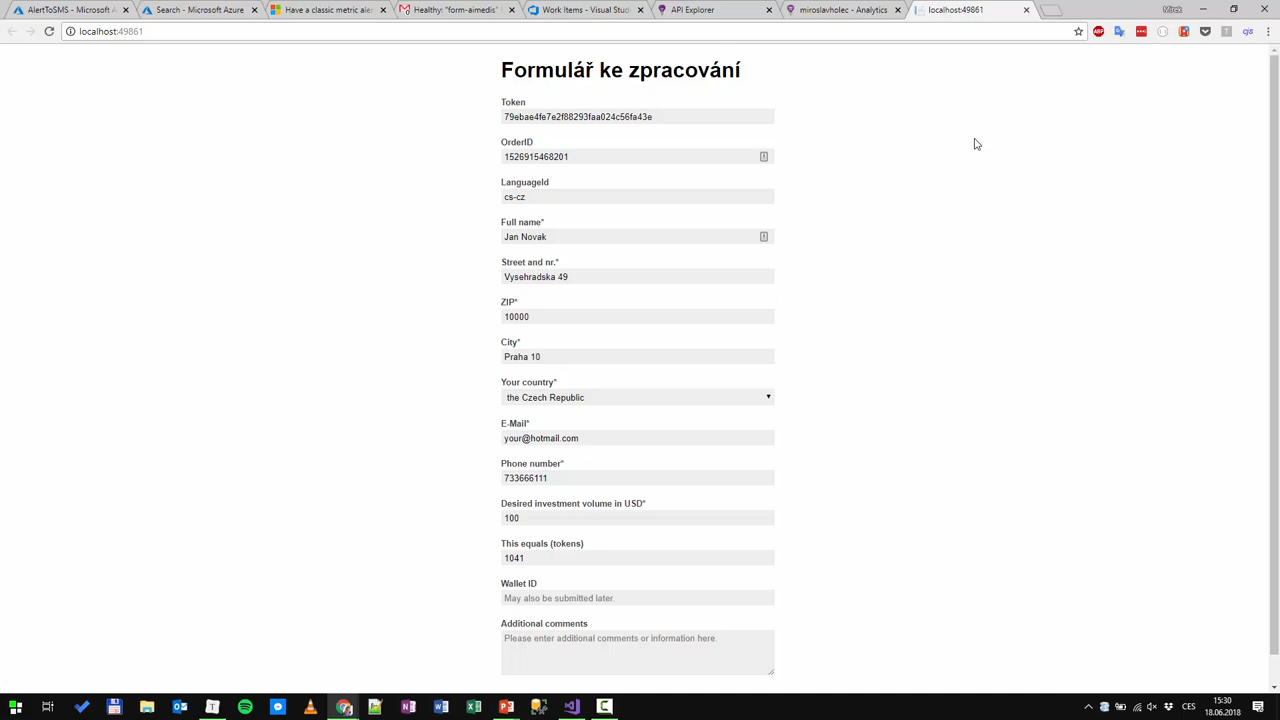 AlertToSMS - Microsoft A
Search - Microsoft Azure
Have a classic metric aler
Healthy: "form-aimedis"
Work Items - Visual Studi
API Explorer
miroslavholec - Analytics
localhost:49861
Mirek
localhost:49861
Formulář ke zpracování
Token
79ebae4fe7e2f88293faa024c56fa43e
OrderID
1526915468201
LanguageId
cs-cz
Full name*
Jan Novak
Street and nr.*
Vysehradska 49
ZIP*
10000
City*
Praha 10
Your country*
the Czech Republic
E-Mail*
your@hotmail.com
Phone number*
733666111
Desired investment volume in USD*
100
This equals (tokens)
1041
Wallet ID
May also be submitted later.
Additional comments
Please enter additional comments or information here.
CES
15:30
18.06.2018